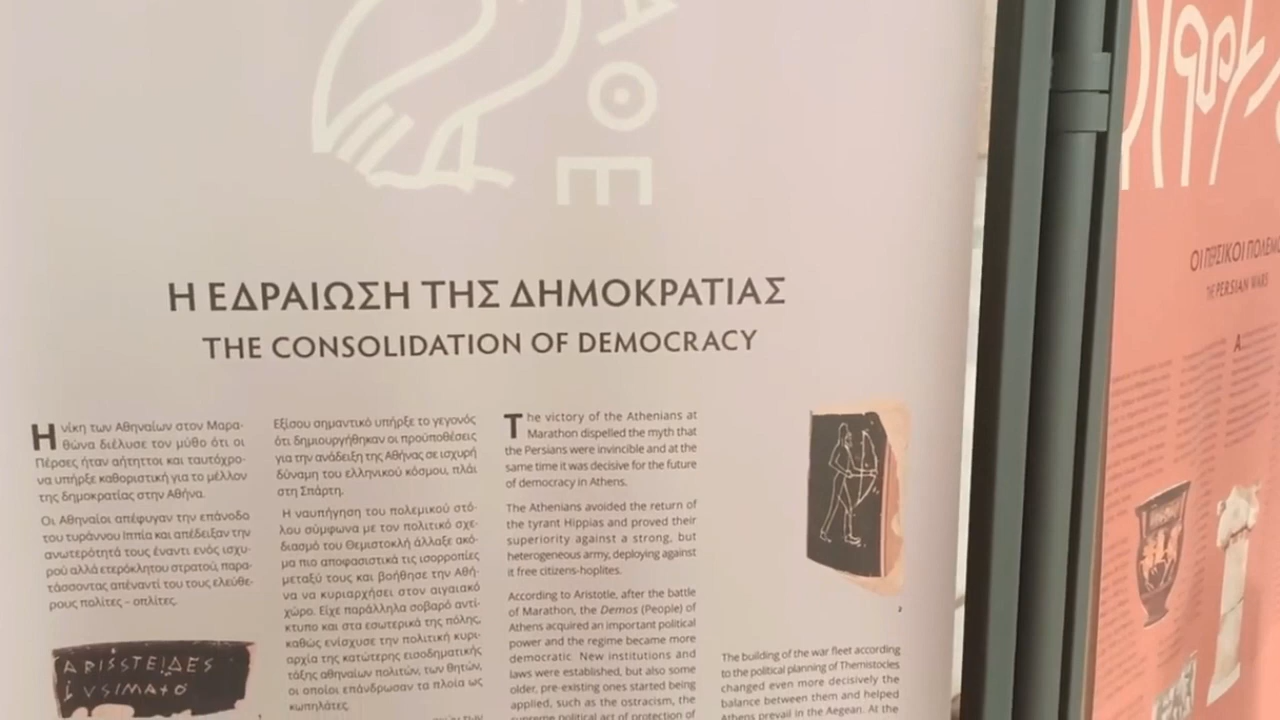 ΑΘΕ
Η ΕΔΡΑΙΩΣΗ ΤΗΣ ΔΗΜΟΚΡΑΤΙΑΣ
THE CONSOLIDATION OF DEMOCRACY
Η νίκη των Αθηναίων στον Μαρα-
θώνα διέλυσε τον μύθο ότι οι
Πέρσες ήταν αήττητοι και ταυτόχρο-
να υπήρξε καθοριστική για το μέλλον
της δημοκρατίας στην Αθήνα.
Οι Αθηναίοι απέφυγαν την επάνοδο
του τυράννου Ιππία και απέδειξαν την
ανωτερότητά τους έναντι ενός ισχυ-
ρού αλλά ετερόκλητου στρατού, παρα-
τάσσοντας απέναντί του τους ελεύθε-
ρους πολίτες – οπλίτες.
ΑΡΙSSΤΕΙΔΕS
LVSIMAΧΟ
Εξίσου σημαντικό υπήρξε το γεγονός
ότι δημιουργήθηκαν οι προϋποθέσεις
για την ανάδειξη της Αθήνας σε ισχυρή
δύναμη του ελληνικού κόσμου, πλάι
στη Σπάρτη.
Η ναυπήγηση του πολεμικού στό-
λου σύμφωνα με τον πολιτικό σχε-
διασμό του Θεμιστοκλή άλλαξε ακό-
μα πιο αποφασιστικά τις ισορροπίες
μεταξύ τους και βοήθησε την Αθή-
να να κυριαρχήσει στον αιγαιακό
χώρο. Είχε παράλληλα σοβαρό αντί-
κτυπο και στα εσωτερικά της πόλης,
καθώς ενίσχυσε την πολιτική κυρι-
αρχία της κατώτερης εισοδηματικής
τάξης αθηναίων πολιτών, των θητών,
οι οποίοι επάνδρωσαν τα πλοία ως
κωπηλάτες.
The victory of the Athenians at
Marathon dispelled the myth that
the Persians were invincible and at the
same time it was decisive for the future
of democracy in Athens.
The Athenians avoided the return of
the tyrant Hippias and proved their
superiority against a strong, but
heterogeneous army, deploying against
it free citizens-hoplites.
According to Aristotle, after the battle
of Marathon, the Demos (People) of
Athens acquired an important political
power and the regime became more
democratic. New institutions and
laws were established, but also some
older, pre-existing ones started being
applied, such as the ostracism, the
supreme political act of protection of
2
The building of the war fleet according
to the political planning of Themistocles
changed even more decisively the
balance between them and helped
Athens prevail in the Aegean. At the
ΟΙ ΠΕΡΣΙΚΟΙ ΠΟΛΕΜΟ
THE PERSIAN WARS